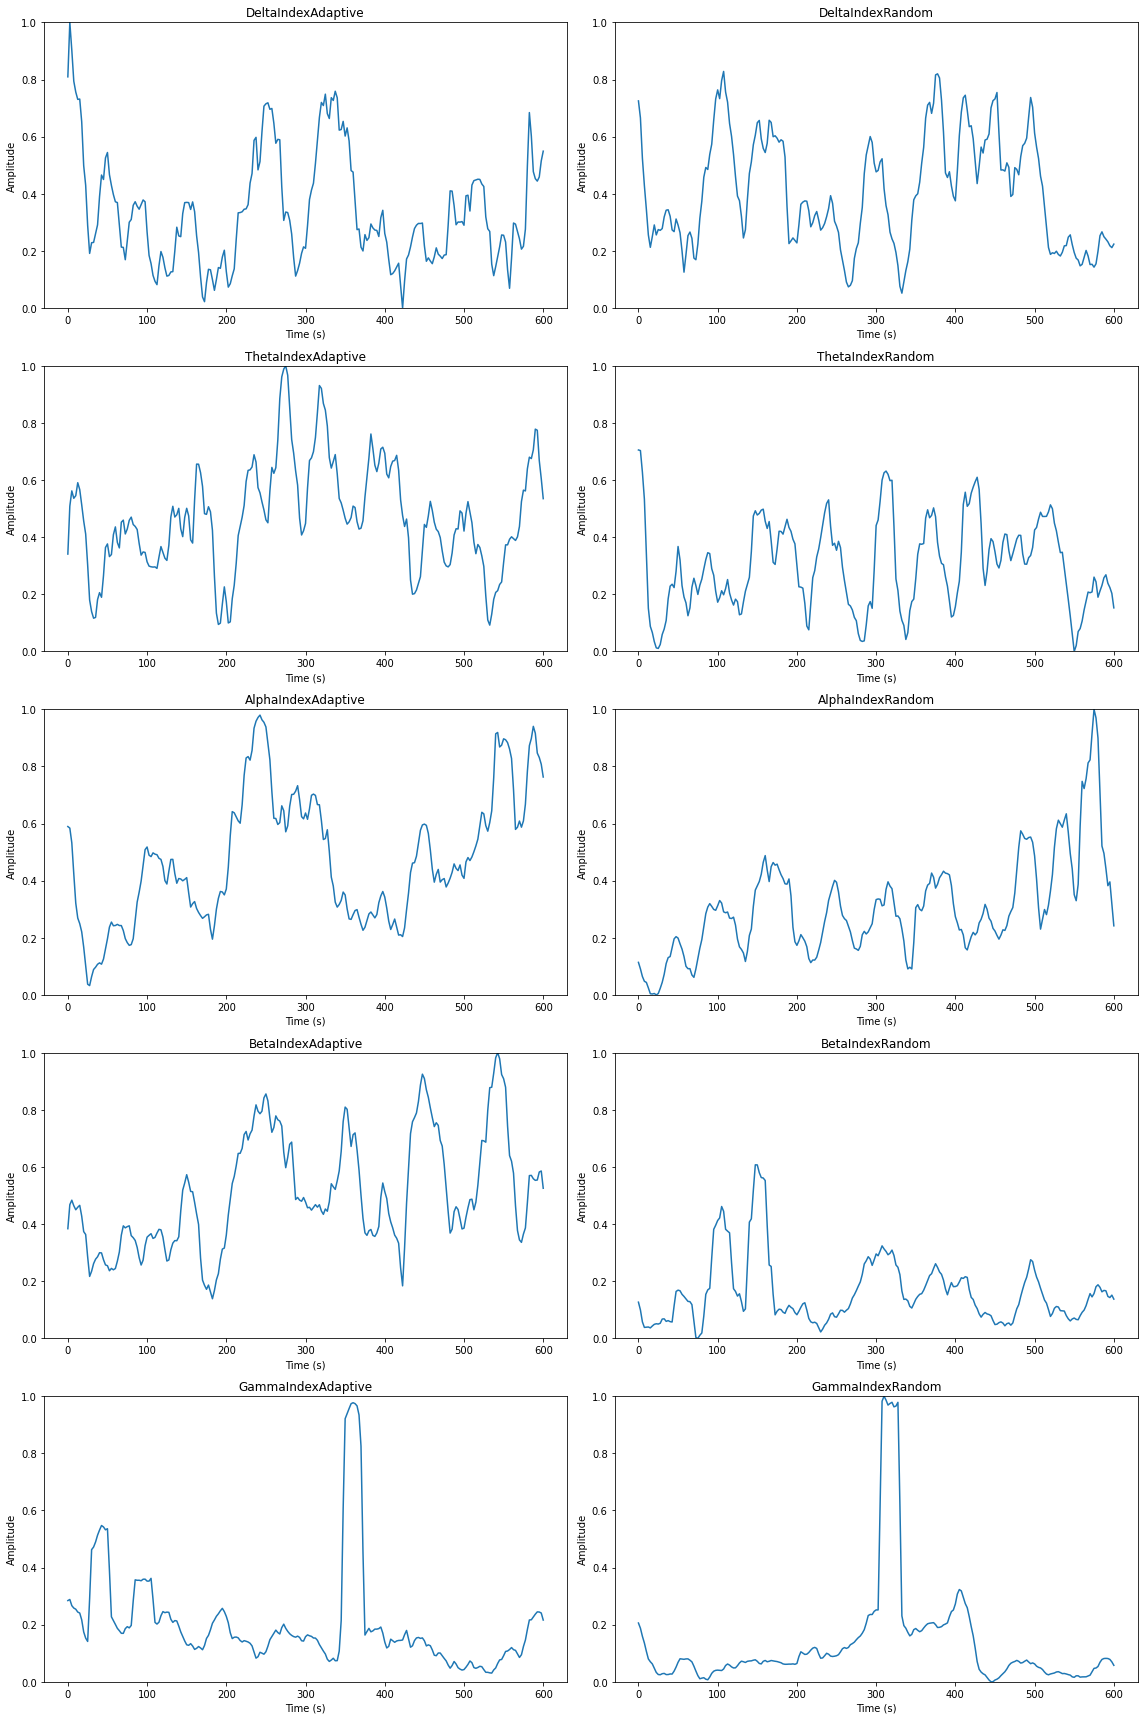 DeltaIndexAdaptive
DeltaIndexRandom
1.0
0.8
0.6
0.4
0.2
0.0
Amplitude
0 100 200 300 400 500 600
Time (s)
1.0
0.8
0.6
0.4
0.2
0.0
Amplitude
0 100 200 300 400 500 600
Time (s)
ThetaIndexAdaptive
ThetaIndexRandom
1.0
0.8
0.6
0.4
0.2
0.0
Amplitude
0 100 200 300 400 500 600
Time (s)
1.0
0.8
0.6
0.4
0.2
0.0
Amplitude
0 100 200 300 400 500 600
Time (s)
AlphaIndexAdaptive
AlphaIndexRandom
1.0
0.8
0.6
0.4
0.2
0.0
Amplitude
0 100 200 300 400 500 600
Time (s)
1.0
0.8
0.6
0.4
0.2
0.0
Amplitude
0 100 200 300 400 500 600
Time (s)
BetaIndexAdaptive
BetaIndexRandom
1.0
0.8
0.6
0.4
0.2
0.0
Amplitude
0 100 200 300 400 500 600
Time (s)
1.0
0.8
0.6
0.4
0.2
0.0
Amplitude
0 100 200 300 400 500 600
Time (s)
GammaIndexAdaptive
GammaIndexRandom
1.0
0.8
0.6
0.4
0.2
0.0
Amplitude
0 100 200 300 400 500 600
Time (s)
1.0
0.8
0.6
0.4
0.2
0.0
Amplitude
0 100 200 300 400 500 600
Time (s)